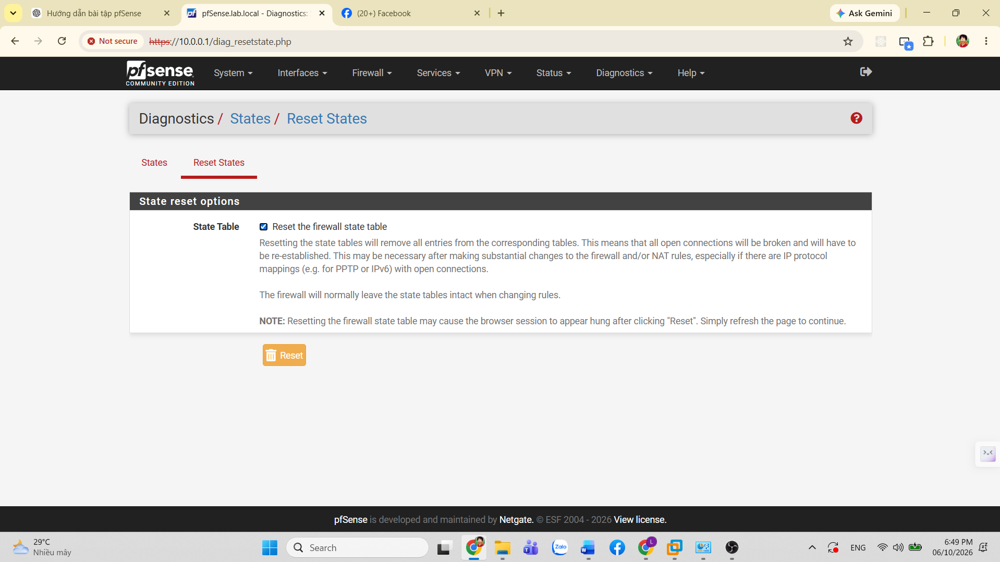 Hướng dẫn bài tập pfSense
pfSense.lab.local - Diagnostics:
(20+) Facebook
Ask Gemini
Not secure
https://10.0.0.1/diag_resetstate.php
pfsense
COMMUNITY EDITION
System
Interfaces
Firewall
Services
VPN
Status
Diagnostics
Help
Diagnostics / States / Reset States
States
Reset States
State reset options
State Table
Reset the firewall state table
Resetting the state tables will remove all entries from the corresponding tables. This means that all open connections will be broken and will have to
be re-established. This may be necessary after making substantial changes to the firewall and/or NAT rules, especially if there are IP protocol
mappings (e.g. for PPTP or IPv6) with open connections.
The firewall will normally leave the state tables intact when changing rules.
NOTE: Resetting the firewall state table may cause the browser session to appear hung after clicking "Reset". Simply refresh the page to continue.
Reset
pfSense is developed and maintained by Netgate. © ESF 2004 - 2026 View license.
29°C
Nhiều mây
Search
Zalo
L
ENG
6:49 PM
06/10/2026